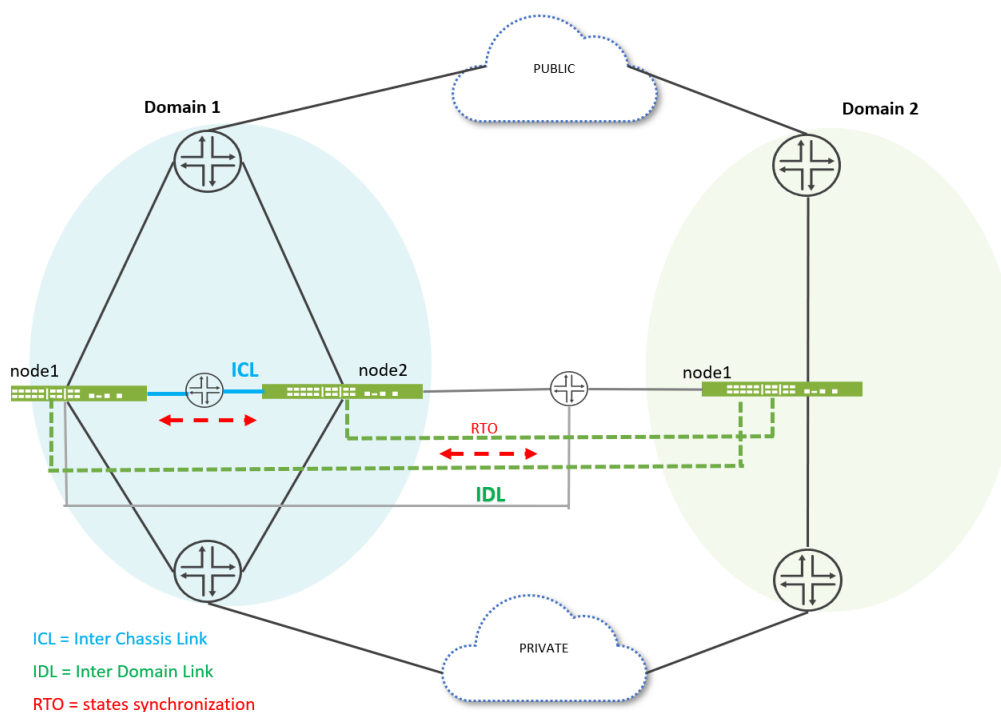 PUBLIC
Domain 1
Domain 2
node1
ICL
node2
node1
RTO
IDL
ICL = Inter Chassis Link
IDL = Inter Domain Link
RTO = states synchronization
PRIVATE